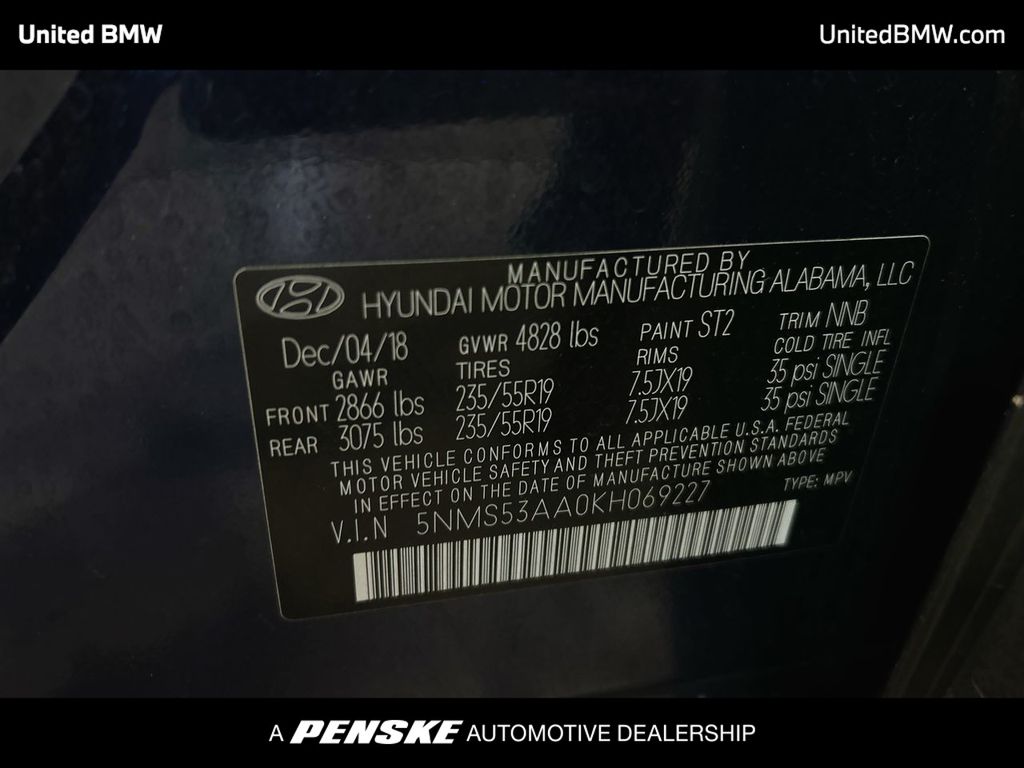 United BMW UnitedBMW.com
MANUFACTURED BY
HYUNDAI MOTOR MANUFACTURING ALABAMA, LLC
Dec/04/18 GVWR 4828 lbs PAINT ST2 TRIM NNB
GAWR TIRES RIMS COLD TIRE INFL
FRONT 2866 lbs 235/55R19 7.5JX19 35 psi SINGLE
REAR 3075 lbs 235/55R19 7.5JX19 35 psi SINGLE
THIS VEHICLE CONFORMS TO ALL APPLICABLE U.S.A. FEDERAL
MOTOR VEHICLE SAFETY AND THEFT PREVENTION STANDARDS
IN EFFECT ON THE DATE OF MANUFACTURE SHOWN ABOVE
V.I.N 5NMS53AA0KH069227 TYPE: MPV
A PENSKE AUTOMOTIVE DEALERSHIP